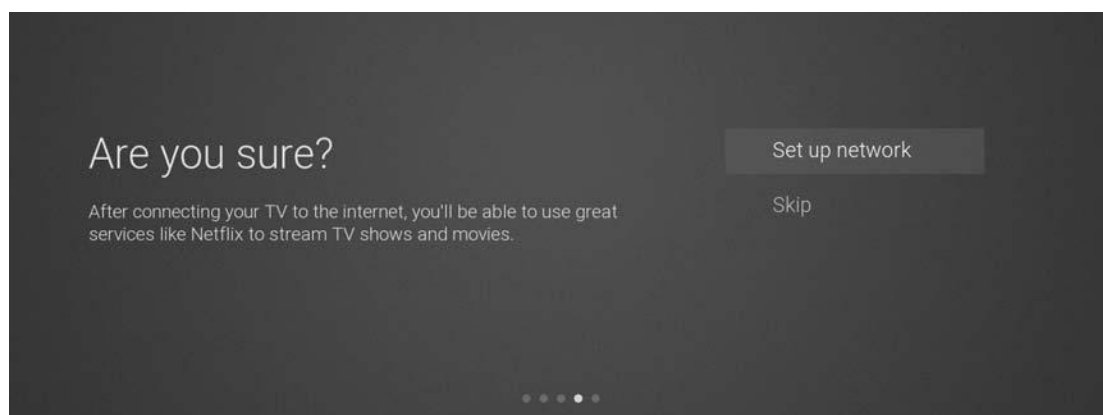 Are you sure?
After connecting your TV to the internet, you'll be able to use great
services like Netflix to stream TV shows and movies.
Set up network
Skip